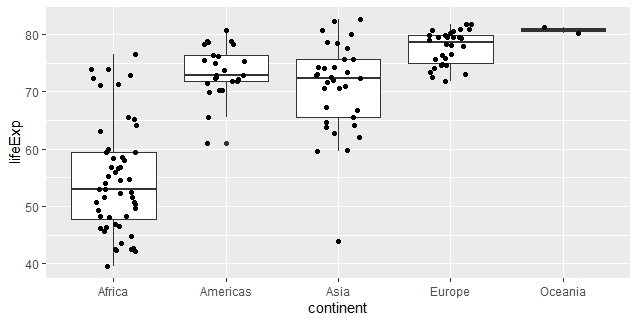 80
70
60
50
40
lifeExp
Africa
Americas
Asia
Europe
Oceania
continent